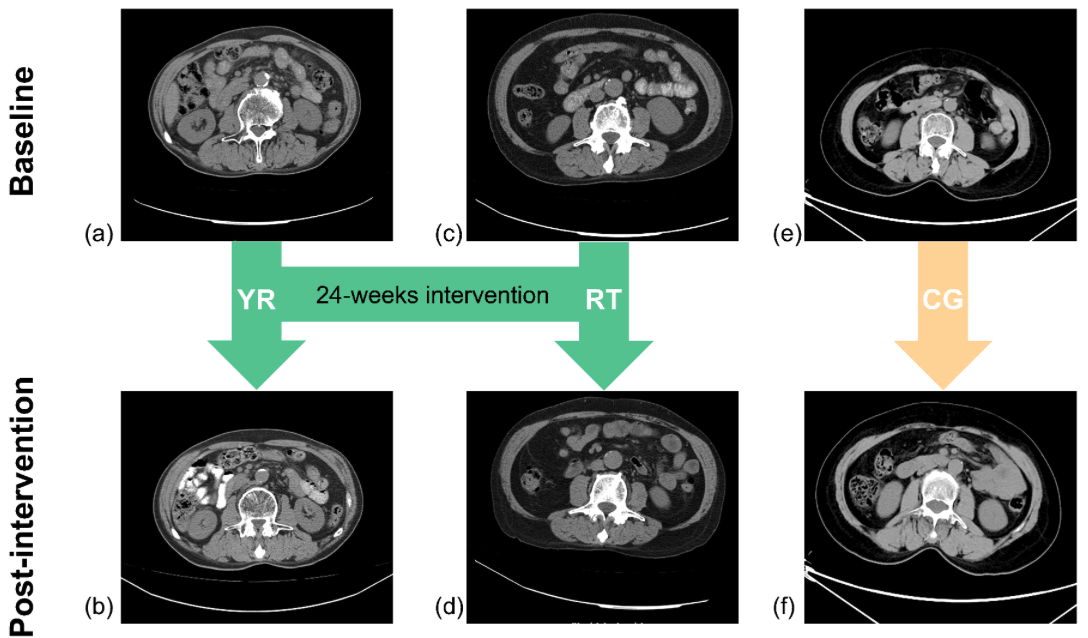 Baseline
(a)
(c)
(e)
YR
24-weeks intervention
RT
CG
Post-intervention
(b)
(d)
(f)